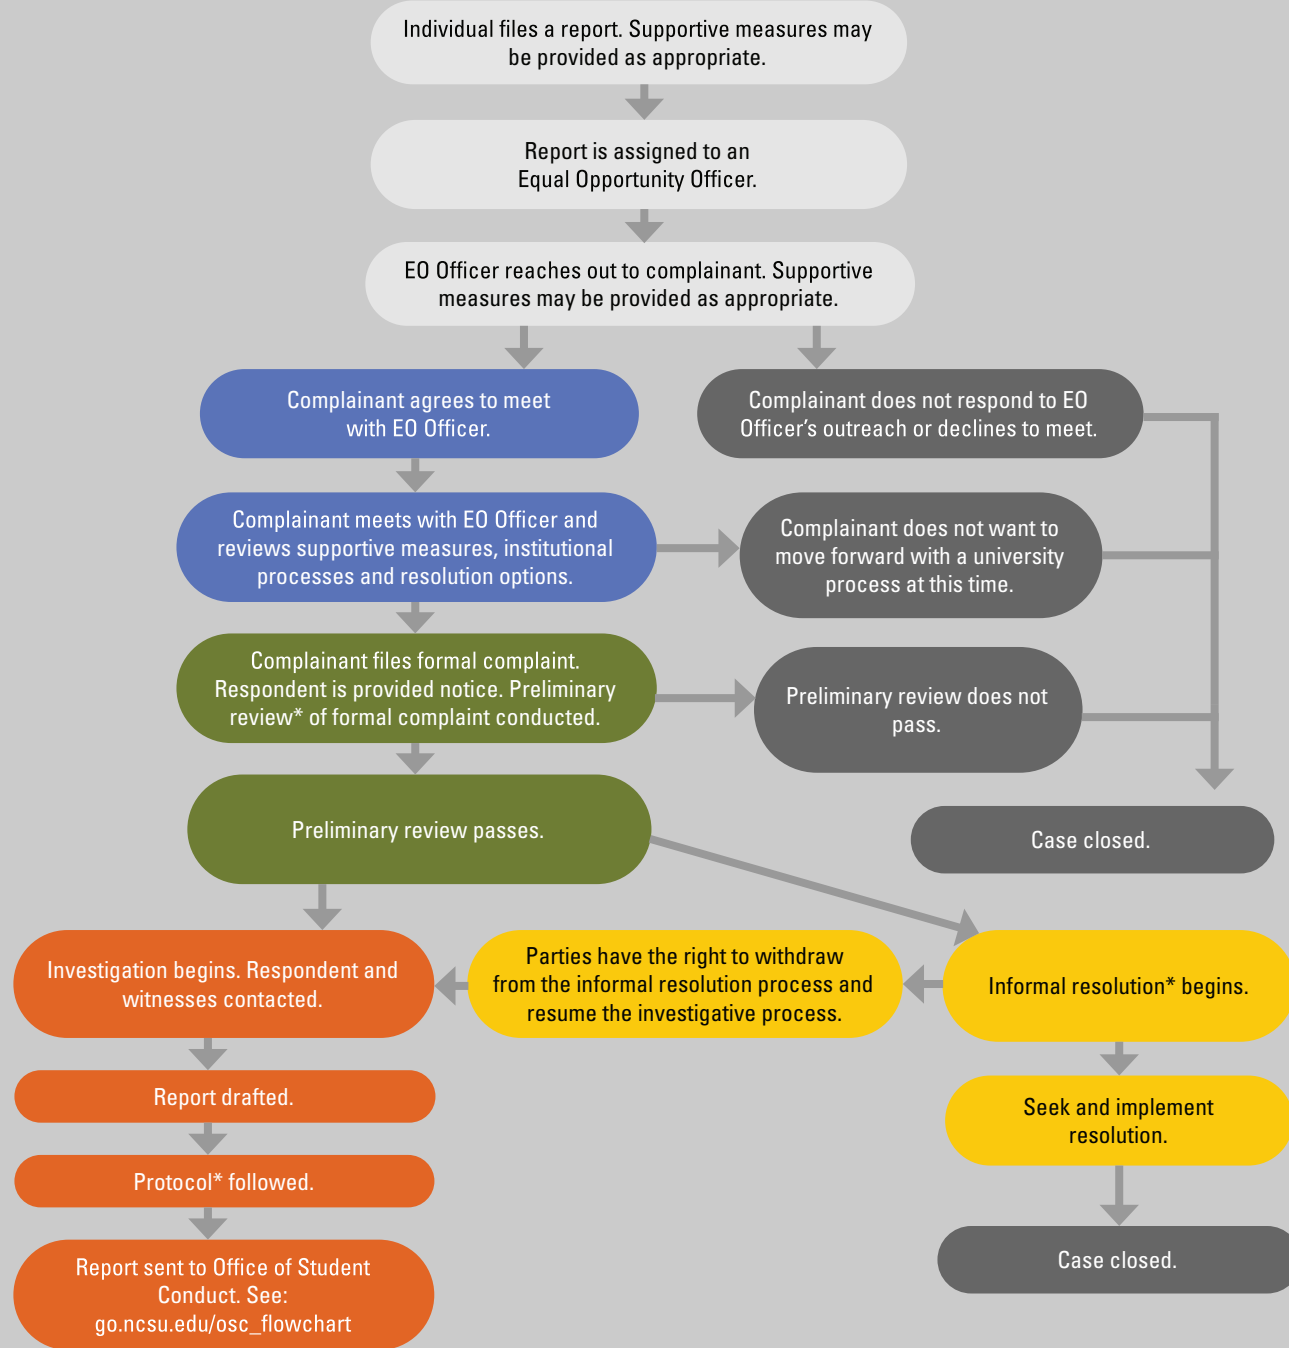 Individual files a report. Supportive measures may
be provided as appropriate.
Report is assigned to an
Equal Opportunity Officer.
EO Officer reaches out to complainant. Supportive
measures may be provided as appropriate.
Complainant agrees to meet
with EO Officer.
Complainant does not respond to EO
Officer's outreach or declines to meet.
Complainant meets with EO Officer and
reviews supportive measures, institutional
processes and resolution options.
Complainant does not want to
move forward with a university
process at this time.
Complainant files formal complaint.
Respondent is provided notice. Preliminary
review* of formal complaint conducted.
Preliminary review does not
pass.
Preliminary review passes.
Case closed.
Investigation begins. Respondent and
witnesses contacted.
Parties have the right to withdraw
from the informal resolution process and
resume the investigative process.
Informal resolution* begins.
Report drafted.
Seek and implement
resolution.
Protocol* followed.
Report sent to Office of Student
Conduct. See:
go.ncsu.edu/osc_flowchart
Case closed.